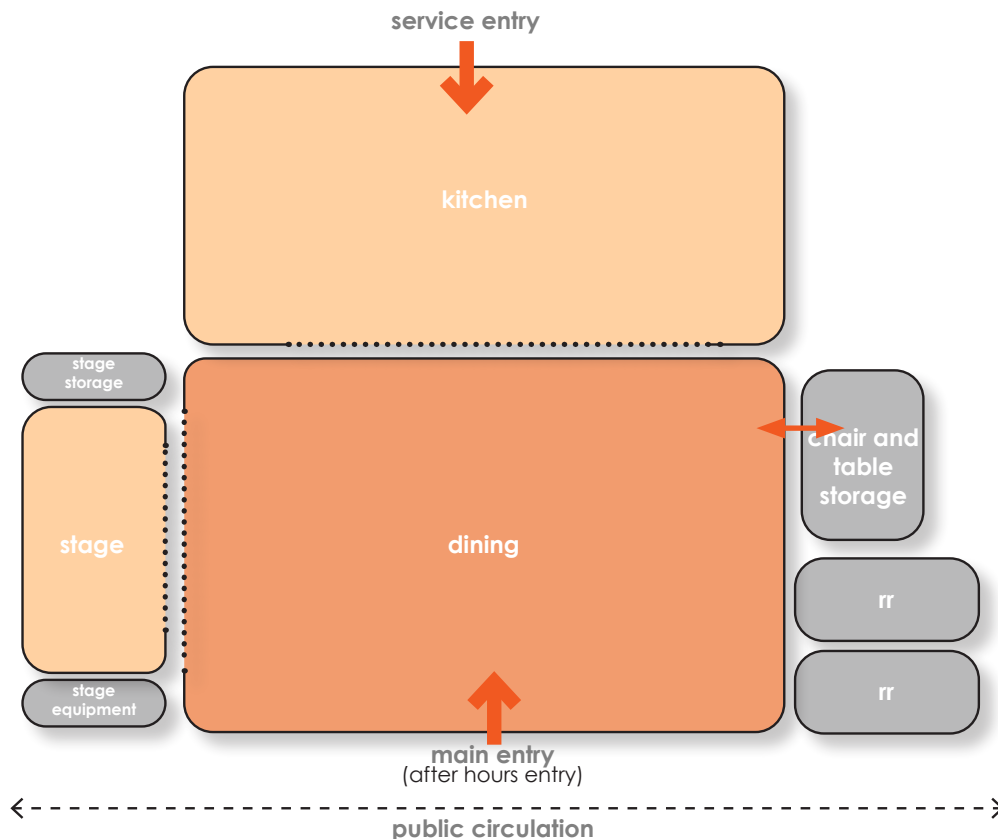 service entry
kitchen
stage
storage
stage
dining
chair and
table
storage
rr
stage
equipment
rr
main entry
(after hours entry)
public circulation